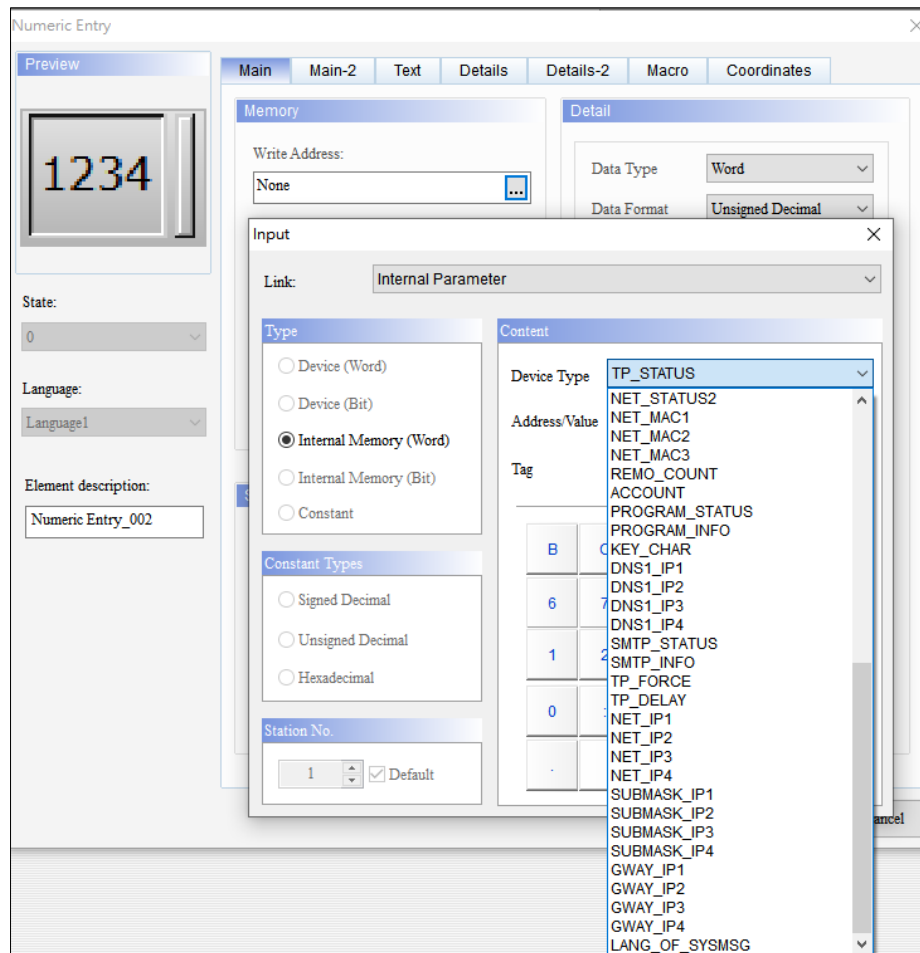 Numeric Entry
Preview
1234
State:
0
Language:
Language1
Element description:
Numeric Entry_002
Main Main-2 Text Details Details-2 Macro Coordinates
Memory
Write Address:
None
...
Detail
Data Type Word
Data Format Unsigned Decimal
Input
Link: Internal Parameter
Type
Device (Word)
Device (Bit)
Internal Memory (Word)
Internal Memory (Bit)
Constant
Constant Types
Signed Decimal
Unsigned Decimal
Hexadecimal
Station No.
1 Default
Content
Device Type TP_STATUS
Address/Value
Tag
B
6 7
1 2
0
.
NET_STATUS2
NET_MAC1
NET_MAC2
NET_MAC3
REMO_COUNT
ACCOUNT
PROGRAM_STATUS
PROGRAM_INFO
KEY_CHAR
DNS1_IP1
DNS1_IP2
DNS1_IP3
DNS1_IP4
SMTP_STATUS
SMTP_INFO
TP_FORCE
TP_DELAY
NET_IP1
NET_IP2
NET_IP3
NET_IP4
SUBMASK_IP1
SUBMASK_IP2
SUBMASK_IP3
SUBMASK_IP4
GWAY_IP1
GWAY_IP2
GWAY_IP3
GWAY_IP4
LANG_OF_SYSMSG
ancel